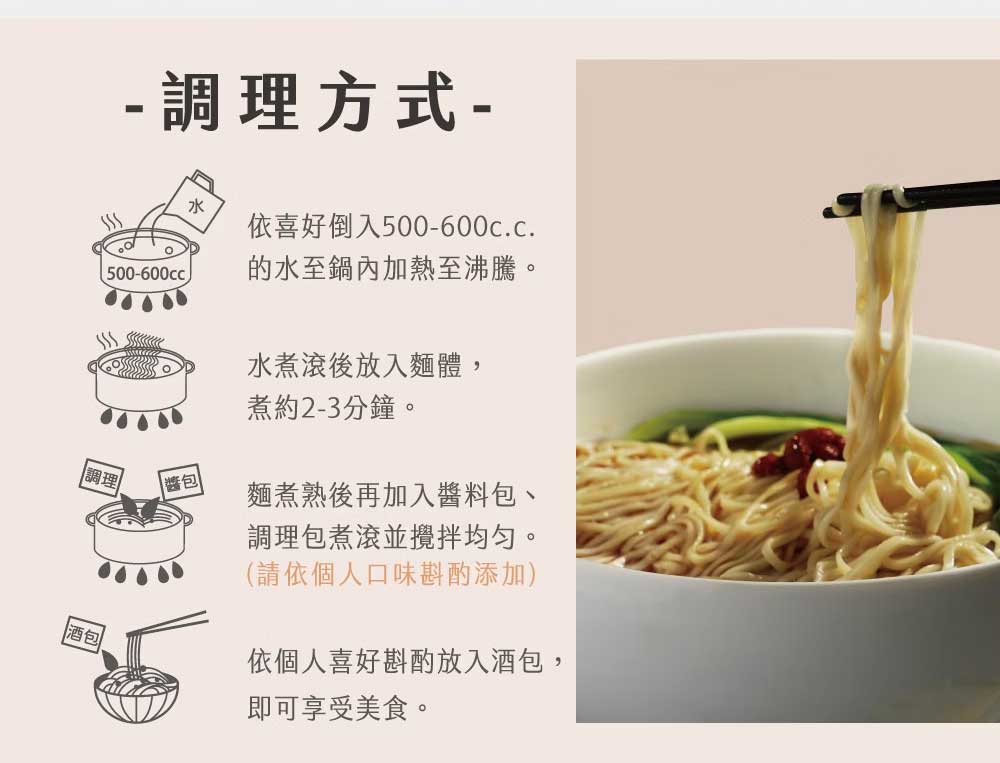 -調理方式-
水
500-600cc
依喜好倒入500-600c.c.
的水至鍋內加熱至沸騰。
水煮滾後放入麵體，
煮約2-3分鐘。
調理
醬包
麵煮熟後再加入醬料包、
調理包煮滾並攪拌均勻。
(請依個人口味斟酌添加)
酒包
依個人喜好斟酌放入酒包，
即可享受美食。